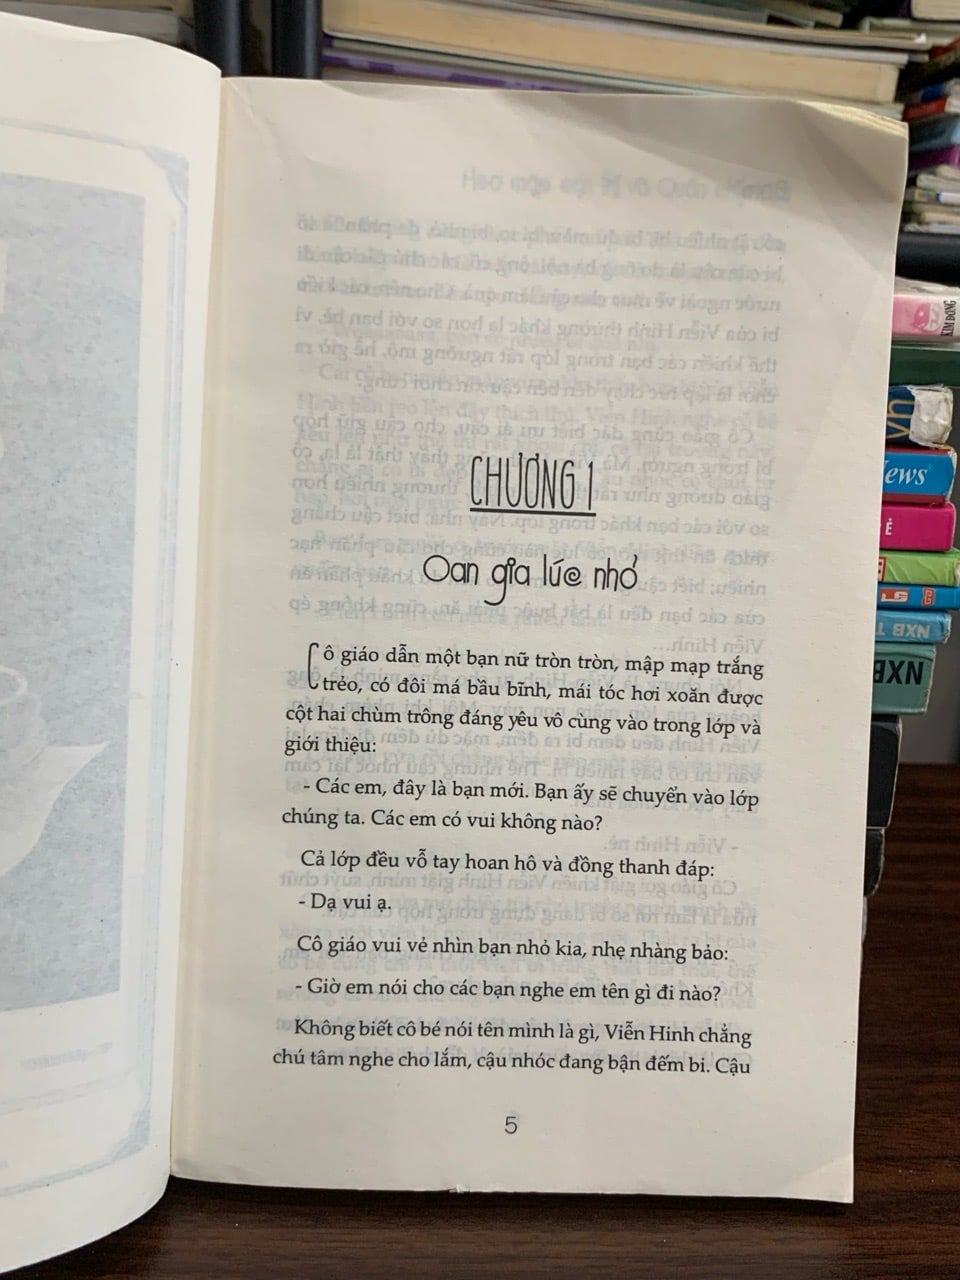 CHƯƠNG 1
Oan gia lúc nhỏ
Cô giáo dẫn một bạn nữ tròn tròn, mập mạp trắng
trẻo, có đôi má bầu bĩnh, mái tóc hơi xoăn được
cột hai chùm trông đáng yêu vô cùng vào trong lớp và
giới thiệu:
- Các em, đây là bạn mới. Bạn ấy sẽ chuyển vào lớp
chúng ta. Các em có vui không nào?
Cả lớp đều vỗ tay hoan hô và đồng thanh đáp:
- Dạ vui ạ.
Cô giáo vui vẻ nhìn bạn nhỏ kia, nhẹ nhàng bảo:
- Giờ em nói cho các bạn nghe em tên gì đi nào?
Không biết cô bé nói tên mình là gì, Viễn Hinh chẳng
chú tâm nghe cho lắm, cậu nhóc đang bận đếm bi. Cậu
5
KIM ĐỒNG
News
NXB T
NXB